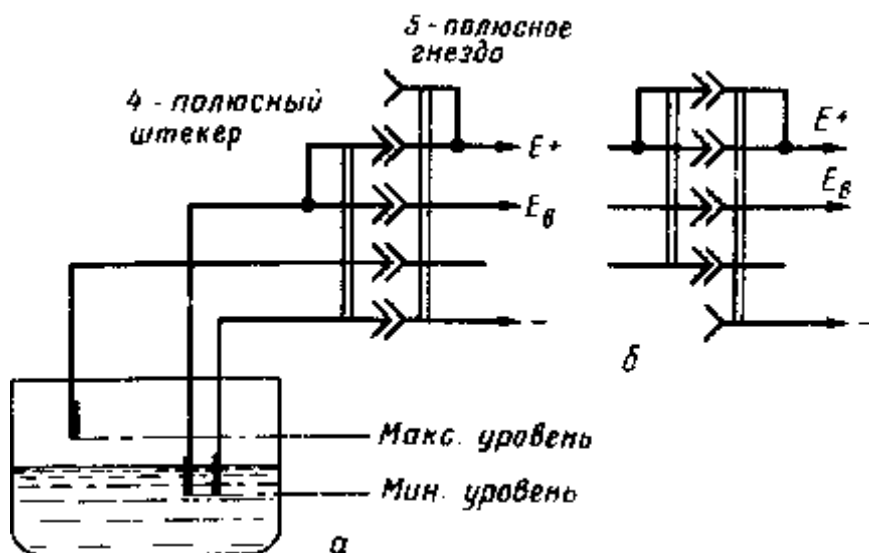 5-полюсное
гнездо
4-полюсный
штекер
E+
Eв
-
а
E+
Eв
-
б
Макс. уровень
Мин. уровень